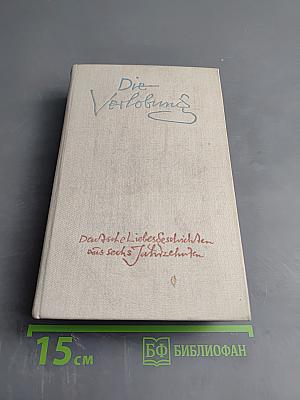 Die
Verlobung
Deutsche Liebesgeschichten
aus sechs Jahrzehnten
15 см
БФ БИБЛИОФАН